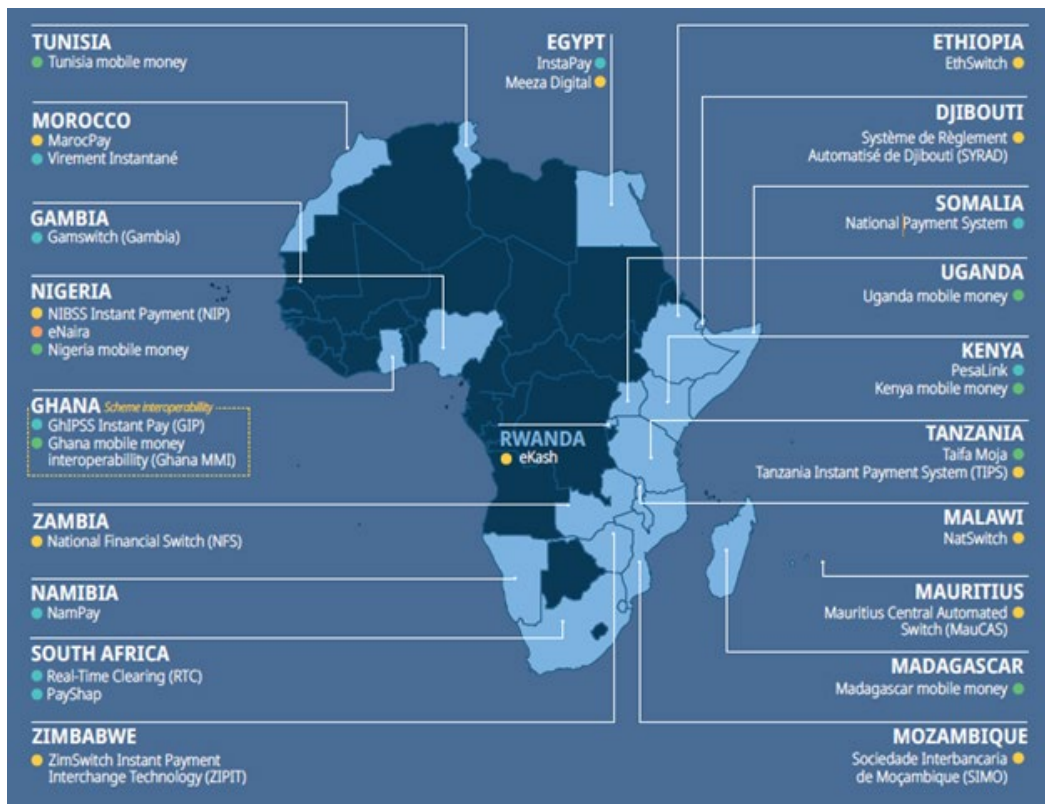 TUNISIA
Tunisia mobile money
MOROCCO
MarocPay
Virement Instantané
GAMBIA
Gamswitch (Gambia)
NIGERIA
NIBSS Instant Payment (NIP)
eNaira
Nigeria mobile money
GHANA Scheme interoperability
GhIPSS Instant Pay (GIP)
Ghana mobile money
interoperabillity (Ghana MMI)
ZAMBIA
National Financial Switch (NFS)
NAMIBIA
NamPay
SOUTH AFRICA
Real-Time Clearing (RTC)
PayShap
ZIMBABWE
ZimSwitch Instant Payment
Interchange Technology (ZIPIT)
EGYPT
InstaPay
Meeza Digital
RWANDA
eKash
ETHIOPIA
EthSwitch
DJIBOUTI
Système de Règlement
Automatisé de Djibouti (SYRAD)
SOMALIA
National Payment System
UGANDA
Uganda mobile money
KENYA
PesaLink
Kenya mobile money
TANZANIA
Taifa Moja
Tanzania Instant Payment System (TIPS)
MALAWI
NatSwitch
MAURITIUS
Mauritius Central Automated
Switch (MauCAS)
MADAGASCAR
Madagascar mobile money
MOZAMBIQUE
Sociedade Interbancaria
de Moçambique (SIMO)